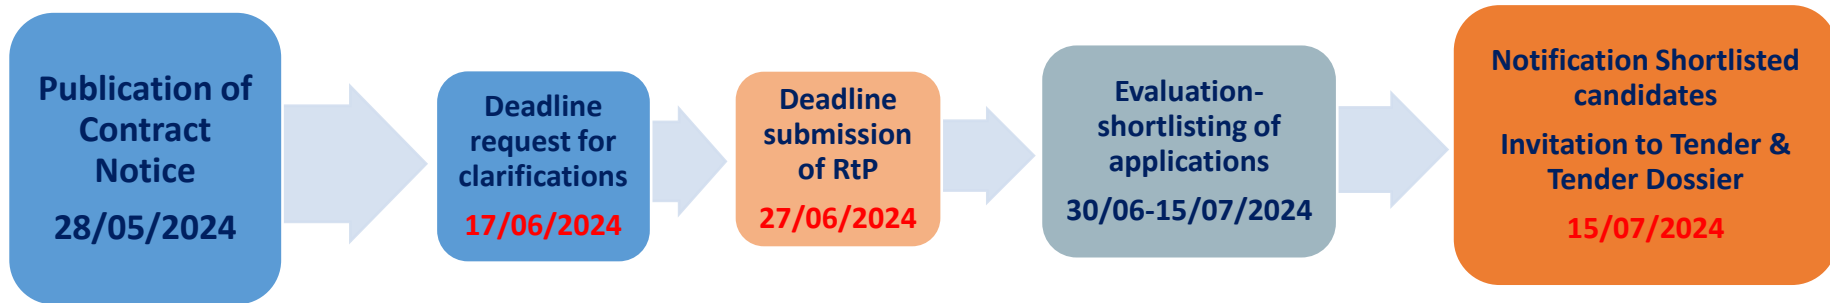 Publication of
Contract
Notice
28/05/2024
Deadline
request for
clarifications
17/06/2024
Deadline
submission
of RtP
27/06/2024
Evaluation-
shortlisting of
applications
30/06-15/07/2024
Notification Shortlisted
candidates
Invitation to Tender &
Tender Dossier
15/07/2024